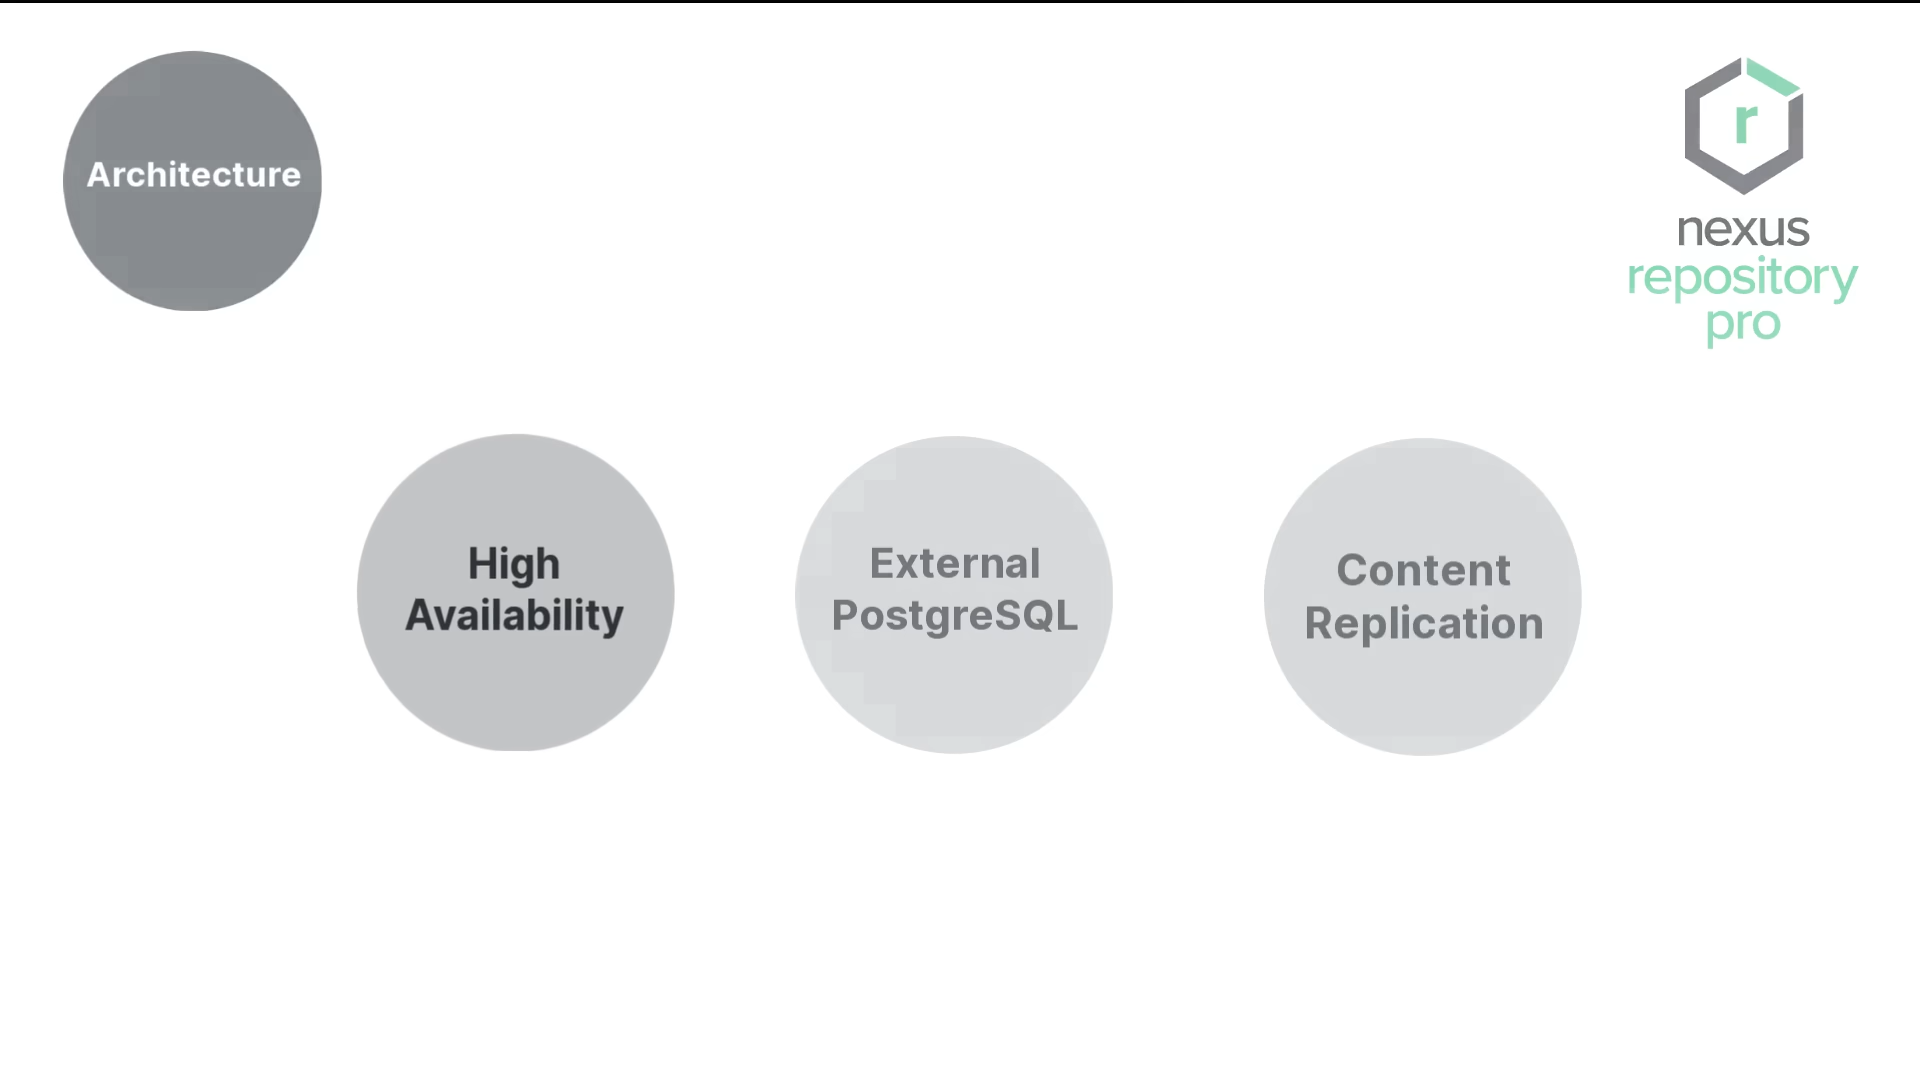 Architecture
r
nexus
repository
pro
High
Availability
External
PostgreSQL
Content
Replication